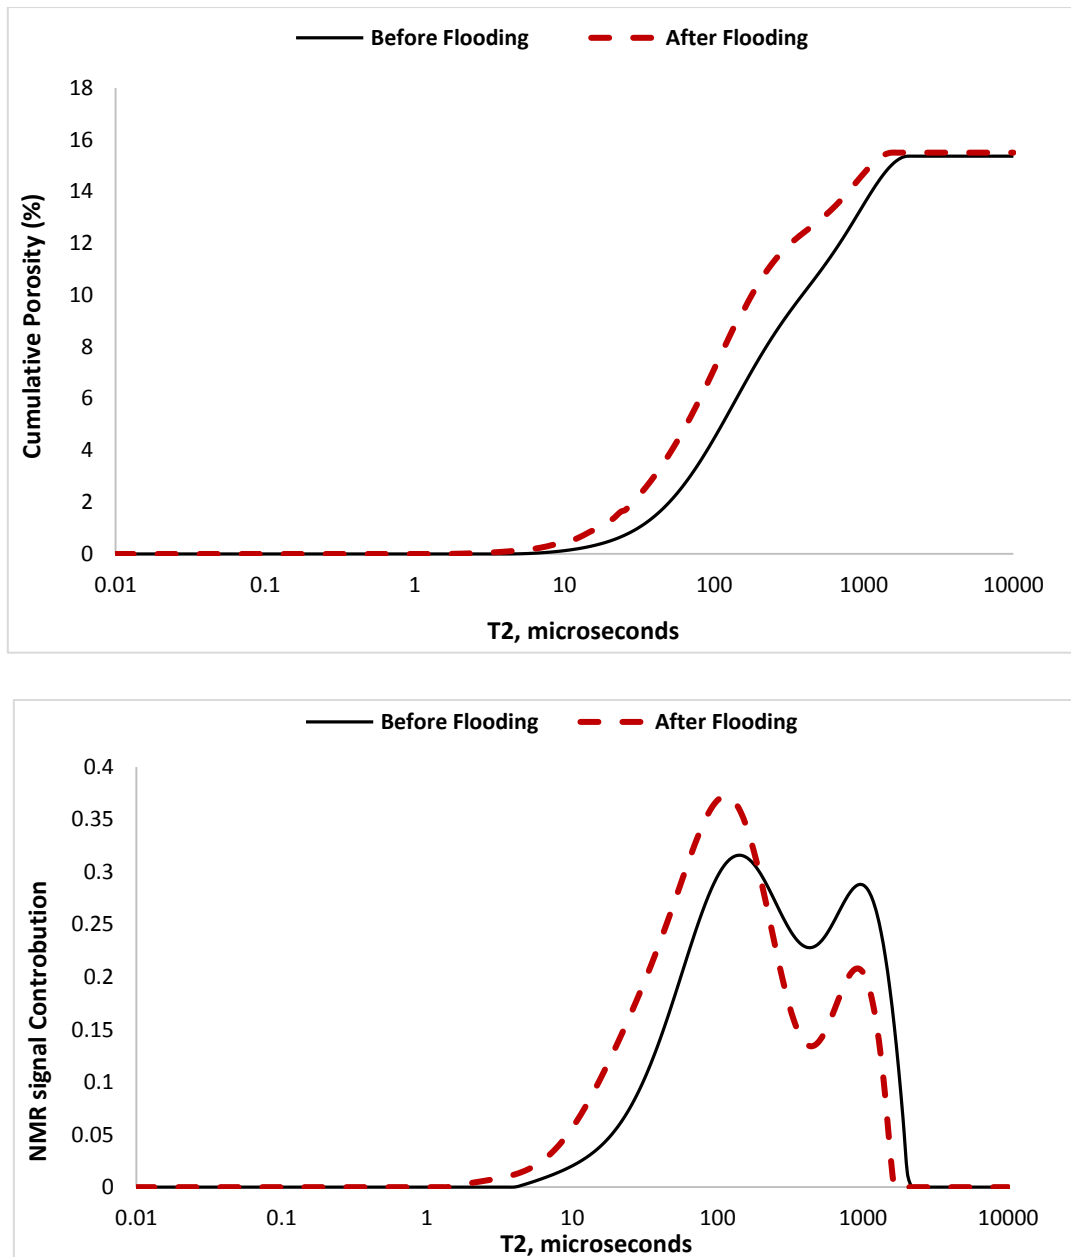 Before Flooding After Flooding
18
16
14
12
10
8
6
4
2
0
Cumulative Porosity (%)
0.01 0.1 1 10 100 1000 10000
T2, microseconds
Before Flooding After Flooding
0.4
0.35
0.3
0.25
0.2
0.15
0.1
0.05
0
NMR signal Controbution
0.01 0.1 1 10 100 1000 10000
T2, microseconds